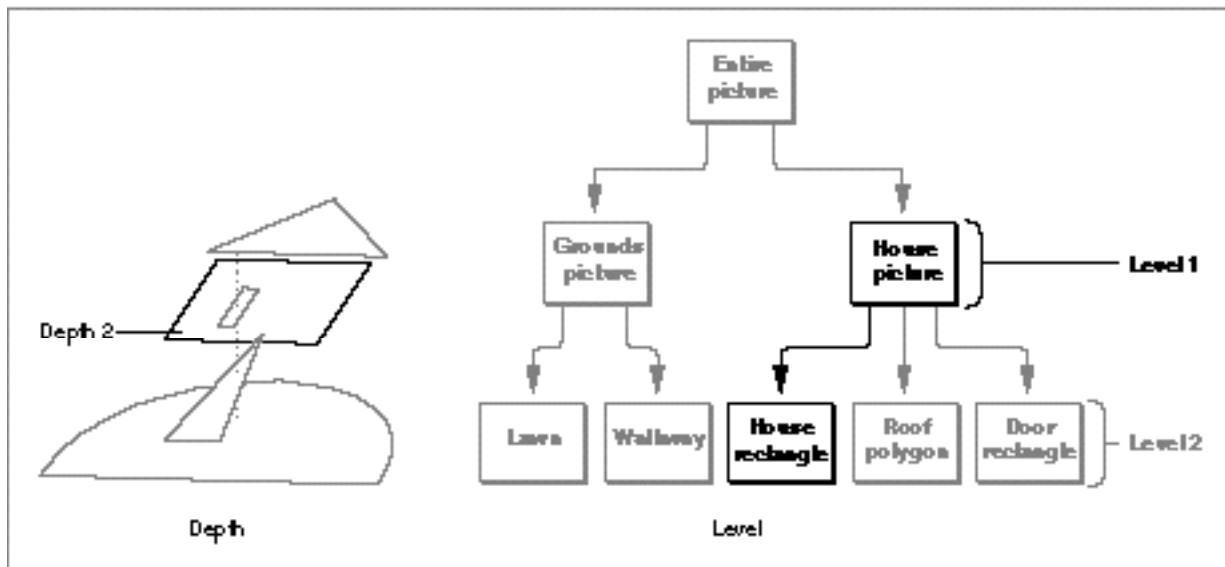 Entire
picture
Grounds
picture
House
picture
Level 1
Depth 2
Lawn
Walkway
House
rectangle
Roof
polygon
Door
rectangle
Level 2
Depth
Level